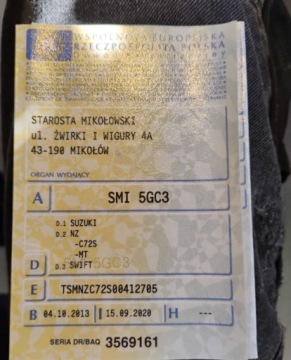 WSPÓLNOTA EUROPEJSKA
RZECZPOSPOLITA POLSKA
STAROSTA MIKOŁOWSKI
ul. ŻWIRKI I WIGURY 4A
43-190 MIKOŁÓW
ORGAN WYDAJĄCY
A SMI 5GC3
D.1 SUZUKI
D.2 NZ
-C72S
-MT
D D.3 SWIFT
E TSMNZC72S00412705
B 04.10.2013 I 15.09.2020 H ---
SERIA DR/BAQ 3569161